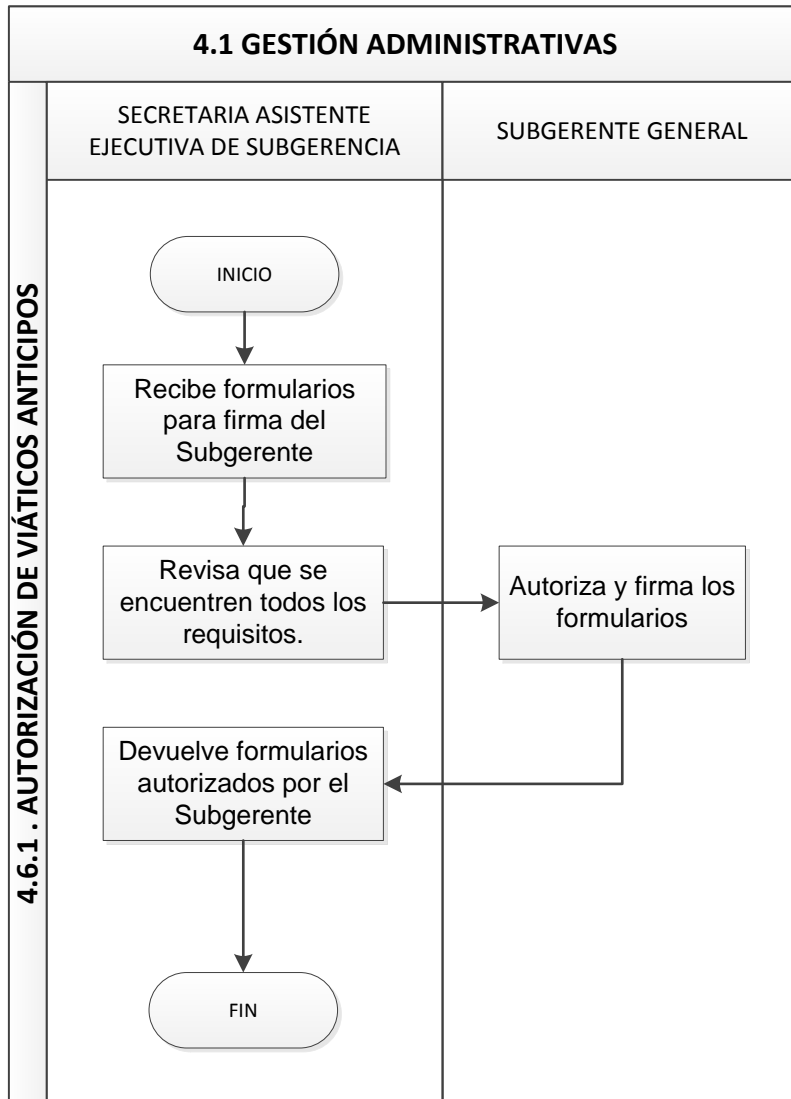 4.1 GESTIÓN ADMINISTRATIVAS
4.6.1 . AUTORIZACIÓN DE VIÁTICOS ANTICIPOS
SECRETARIA ASISTENTE
EJECUTIVA DE SUBGERENCIA
SUBGERENTE GENERAL
INICIO
Recibe formularios
para firma del
Subgerente
Revisa que se
encuentren todos los
requisitos.
Autoriza y firma los
formularios
Devuelve formularios
autorizados por el
Subgerente
FIN